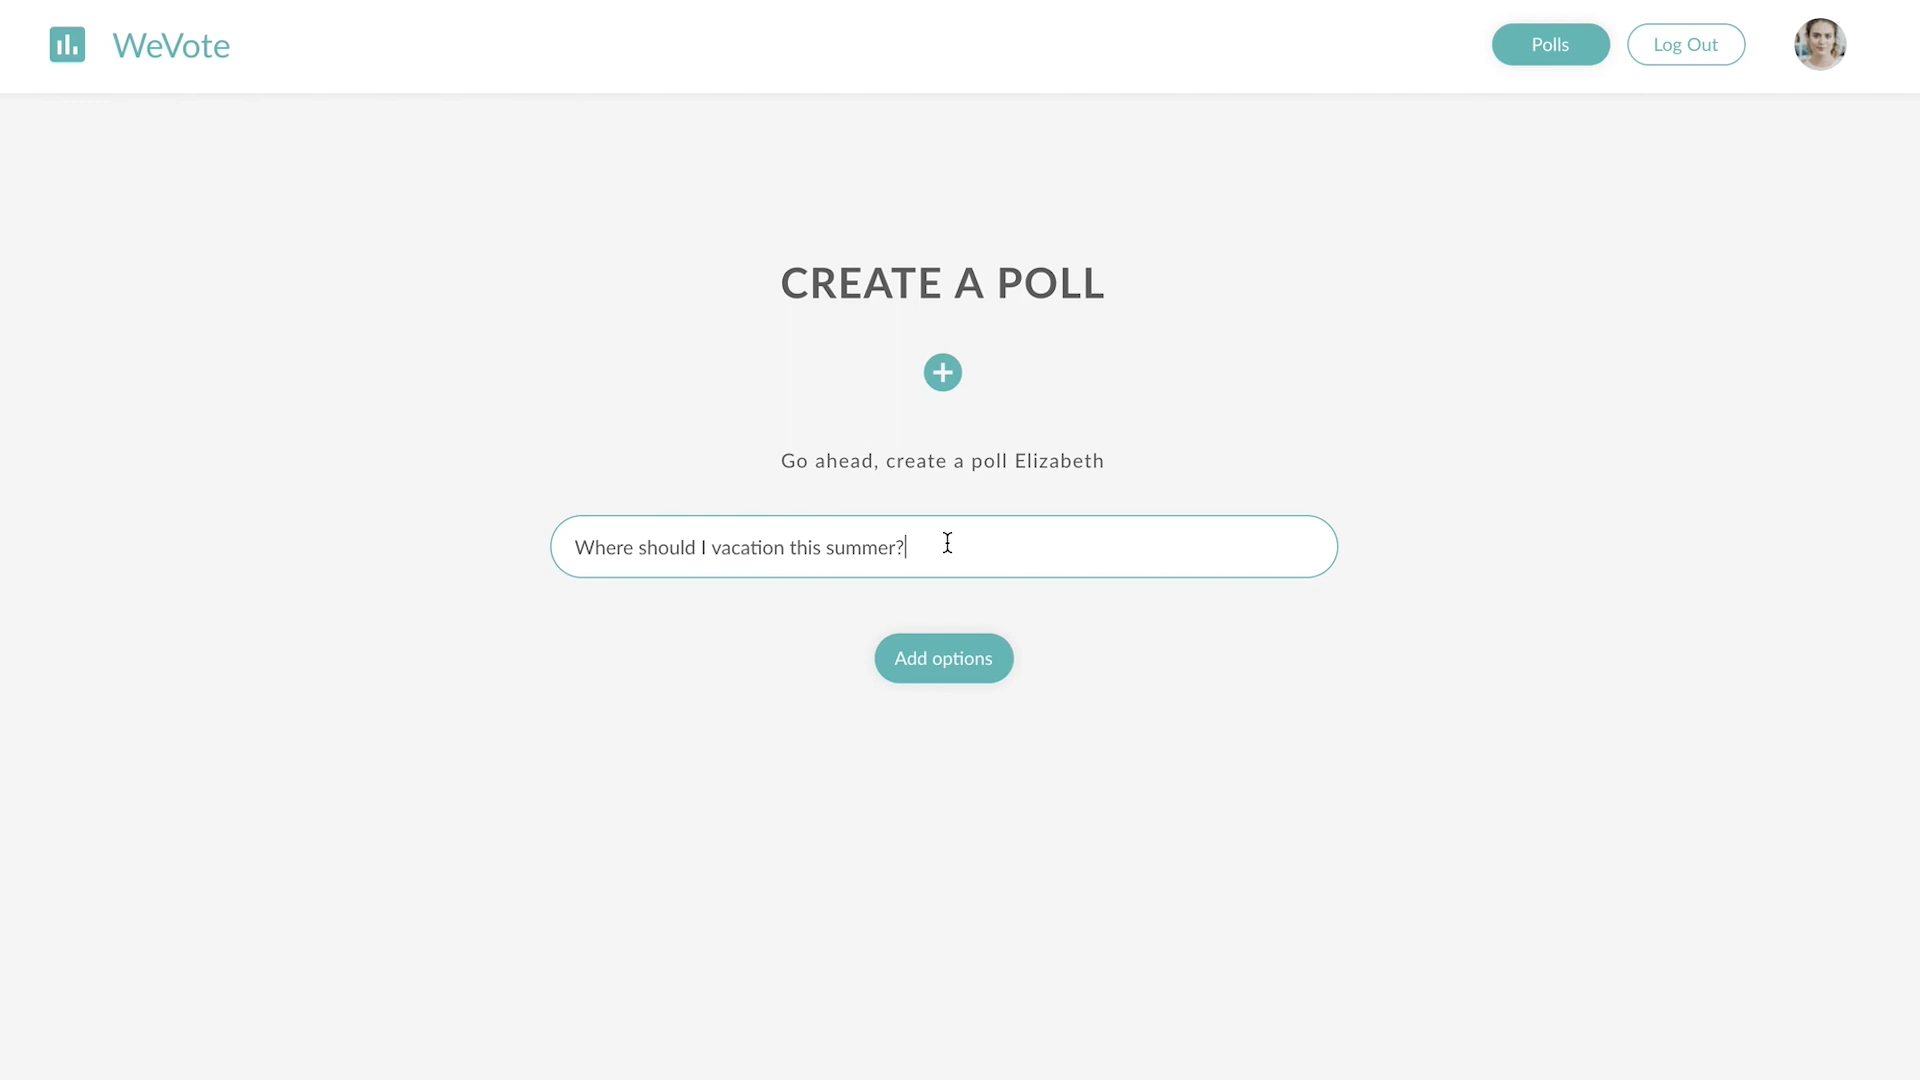 WeVote
Polls
Log Out
CREATE A POLL
Go ahead, create a poll Elizabeth
Where should I vacation this summer?
Add options